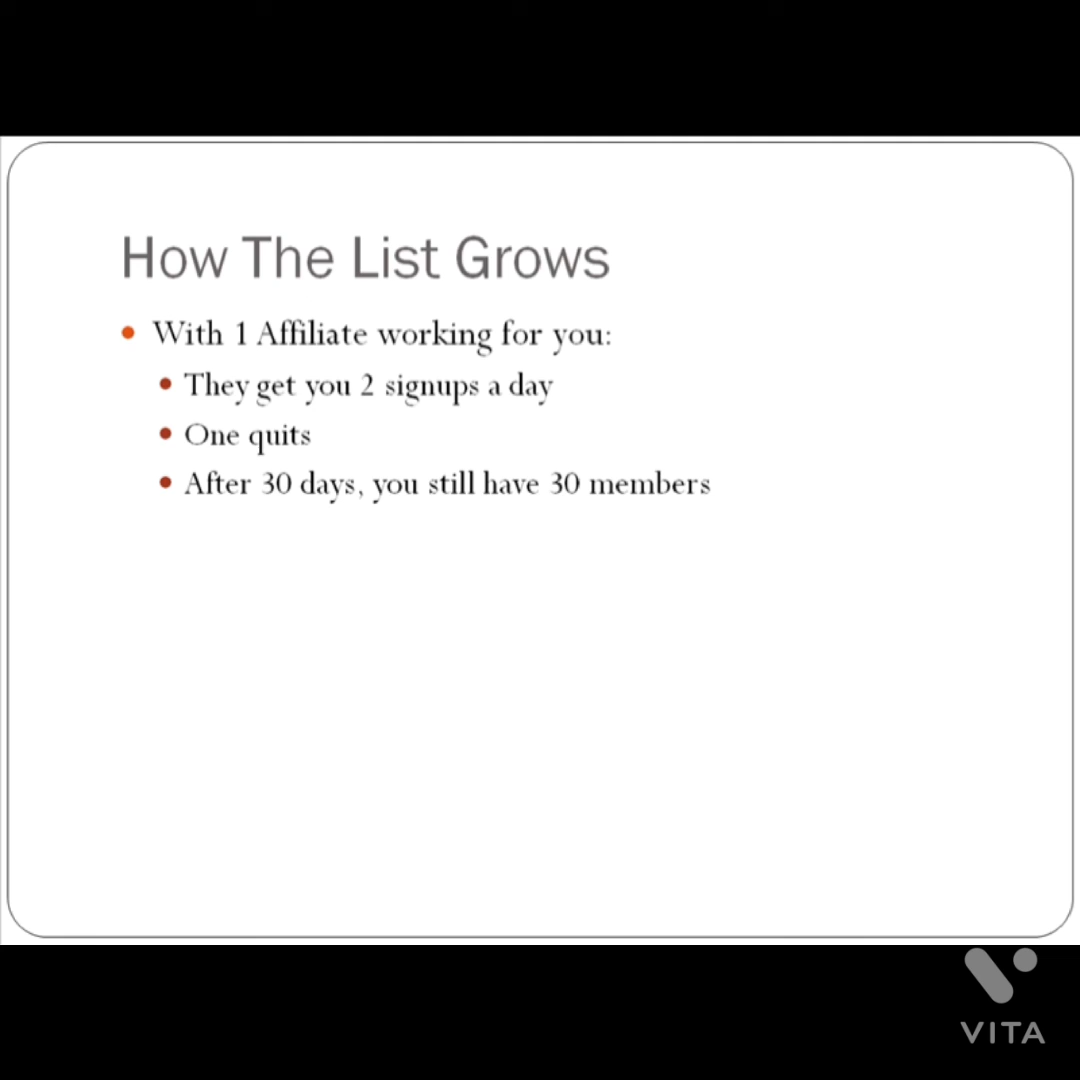 How The List Grows
With 1 Affiliate working for you:
They get you 2 signups a day
One quits
After 30 days, you still have 30 members
VITA